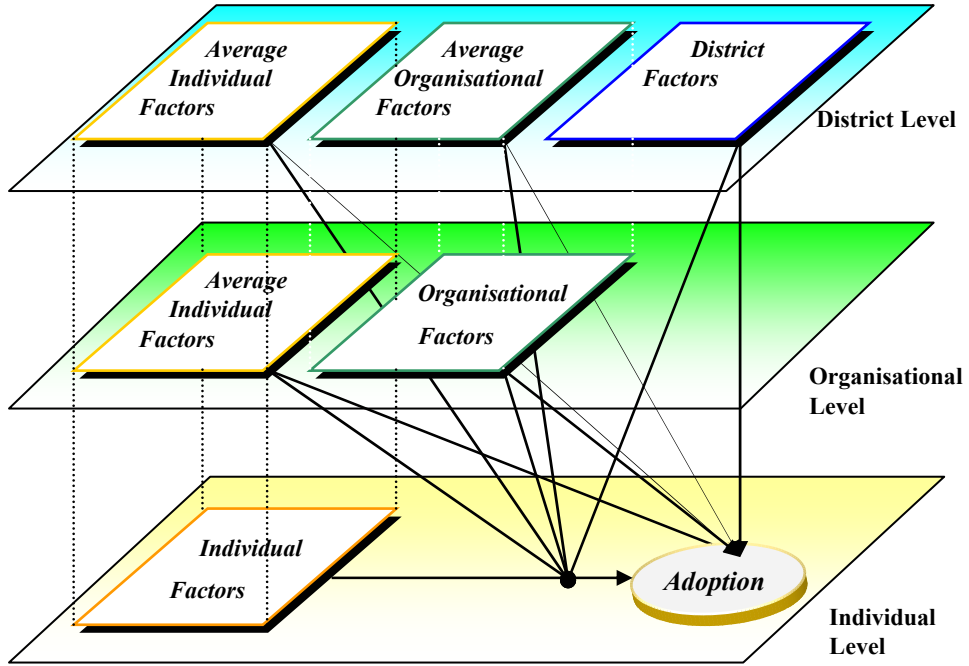 Average
Individual
Factors
Average
Organisational
Factors
District
Factors
District Level
Average
Individual
Factors
Organisational
Factors
Organisational
Level
Individual
Factors
Adoption
Individual
Level